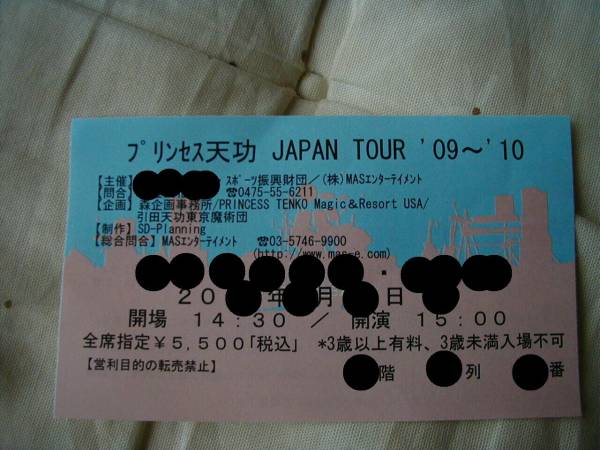 プリンセス天功 JAPAN TOUR '09～'10
【主催】 スポーツ振興財団／(株)MASエンターテイメント
【問合】 ☎0475-55-6211
【企画】 森企画事務所/PRINCESS TENKO Magic＆Resort USA/
引田天功東京魔術団
【制作】 SD-Planning
【総合問合】 MASエンターテイメント ☎03-5746-9900
(http://www.mas-e.com)
・
20 年 月 日
開場 14:30 ／ 開演 15:00
全席指定￥5,500「税込」 *3歳以上有料、3歳未満入場不可
【営利目的の転売禁止】 階 列 番